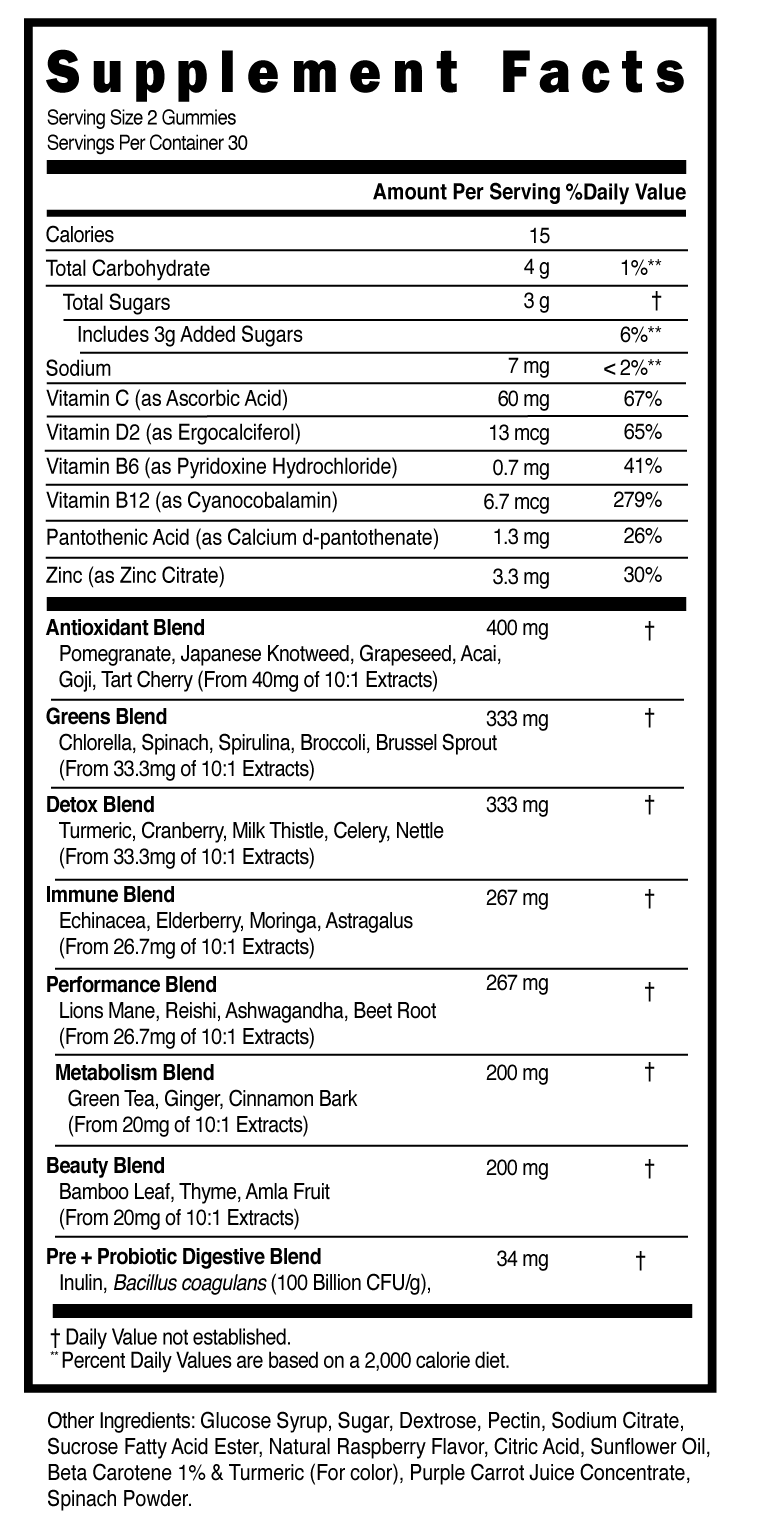 Supplement Facts
Serving Size 2 Gummies
Servings Per Container 30
Amount Per Serving %Daily Value
Calories 15
Total Carbohydrate 4 g 1%**
Total Sugars 3 g †
Includes 3g Added Sugars 6%**
Sodium 7 mg < 2%**
Vitamin C (as Ascorbic Acid) 60 mg 67%
Vitamin D2 (as Ergocalciferol) 13 mcg 65%
Vitamin B6 (as Pyridoxine Hydrochloride) 0.7 mg 41%
Vitamin B12 (as Cyanocobalamin) 6.7 mcg 279%
Pantothenic Acid (as Calcium d-pantothenate) 1.3 mg 26%
Zinc (as Zinc Citrate) 3.3 mg 30%
Antioxidant Blend 400 mg †
Pomegranate, Japanese Knotweed, Grapeseed, Acai,
Goji, Tart Cherry (From 40mg of 10:1 Extracts)
Greens Blend 333 mg †
Chlorella, Spinach, Spirulina, Broccoli, Brussel Sprout
(From 33.3mg of 10:1 Extracts)
Detox Blend 333 mg †
Turmeric, Cranberry, Milk Thistle, Celery, Nettle
(From 33.3mg of 10:1 Extracts)
Immune Blend 267 mg †
Echinacea, Elderberry, Moringa, Astragalus
(From 26.7mg of 10:1 Extracts)
Performance Blend 267 mg †
Lions Mane, Reishi, Ashwagandha, Beet Root
(From 26.7mg of 10:1 Extracts)
Metabolism Blend 200 mg †
Green Tea, Ginger, Cinnamon Bark
(From 20mg of 10:1 Extracts)
Beauty Blend 200 mg †
Bamboo Leaf, Thyme, Amla Fruit
(From 20mg of 10:1 Extracts)
Pre + Probiotic Digestive Blend 34 mg †
Inulin, Bacillus coagulans (100 Billion CFU/g),
† Daily Value not established.
** Percent Daily Values are based on a 2,000 calorie diet.
Other Ingredients: Glucose Syrup, Sugar, Dextrose, Pectin, Sodium Citrate,
Sucrose Fatty Acid Ester, Natural Raspberry Flavor, Citric Acid, Sunflower Oil,
Beta Carotene 1% & Turmeric (For color), Purple Carrot Juice Concentrate,
Spinach Powder.